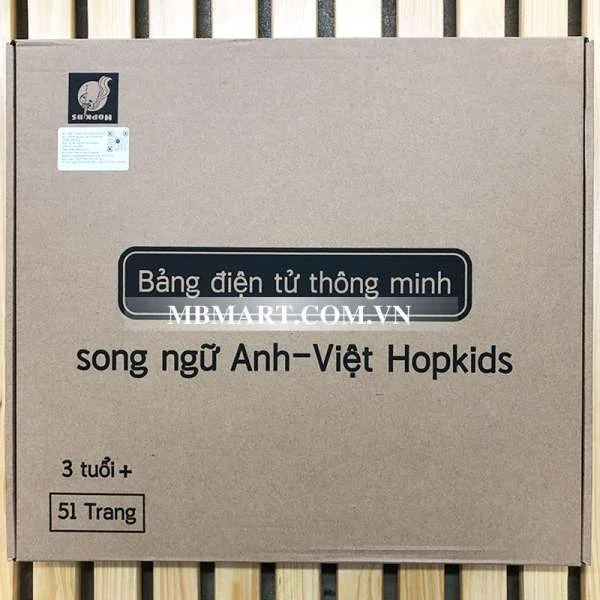 HOPKIDS
Bảng điện tử thông minh
MBMART.COM.VN
song ngữ Anh-Việt Hopkids
3 tuổi +
51 Trang